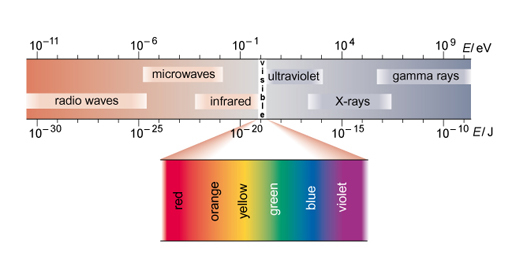 10⁻¹¹ 10⁻⁶ 10⁻¹ 10⁴ 10⁹ E/eV
microwaves visible ultraviolet gamma rays
radio waves infrared X-rays
10⁻³⁰ 10⁻²⁵ 10⁻²⁰ 10⁻¹⁵ 10⁻¹⁰ E/J
red orange yellow green blue violet